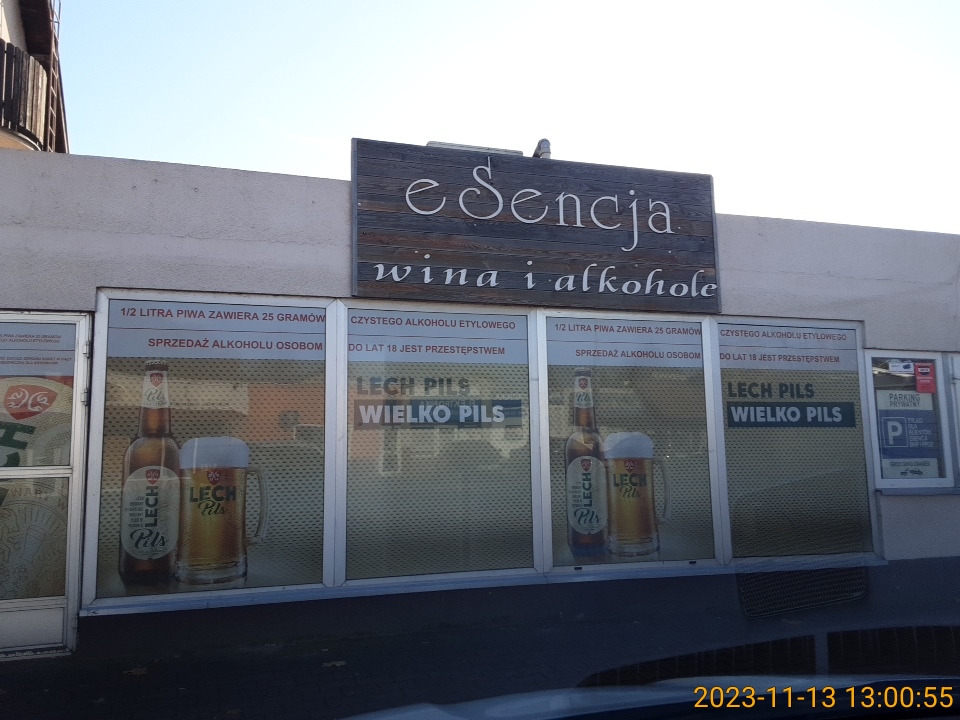 eSencja
wina i alkohole
1/2 LITRA PIWA ZAWIERA 25 GRAMÓW CZYSTEGO ALKOHOLU ETYLOWEGO
SPRZEDAŻ ALKOHOLU OSOBOM DO LAT 18 JEST PRZESTĘPSTWEM
LECH PILS
WIELKO PILS
LECH
Pils
LECH
Pils
1/2 LITRA PIWA ZAWIERA 25 GRAMÓW CZYSTEGO ALKOHOLU ETYLOWEGO
SPRZEDAŻ ALKOHOLU OSOBOM DO LAT 18 JEST PRZESTĘPSTWEM
LECH PILS
WIELKO PILS
LECH
Pils
LECH
Pils
PARKING
PRYWATNY
P
2023-11-13 13:00:55